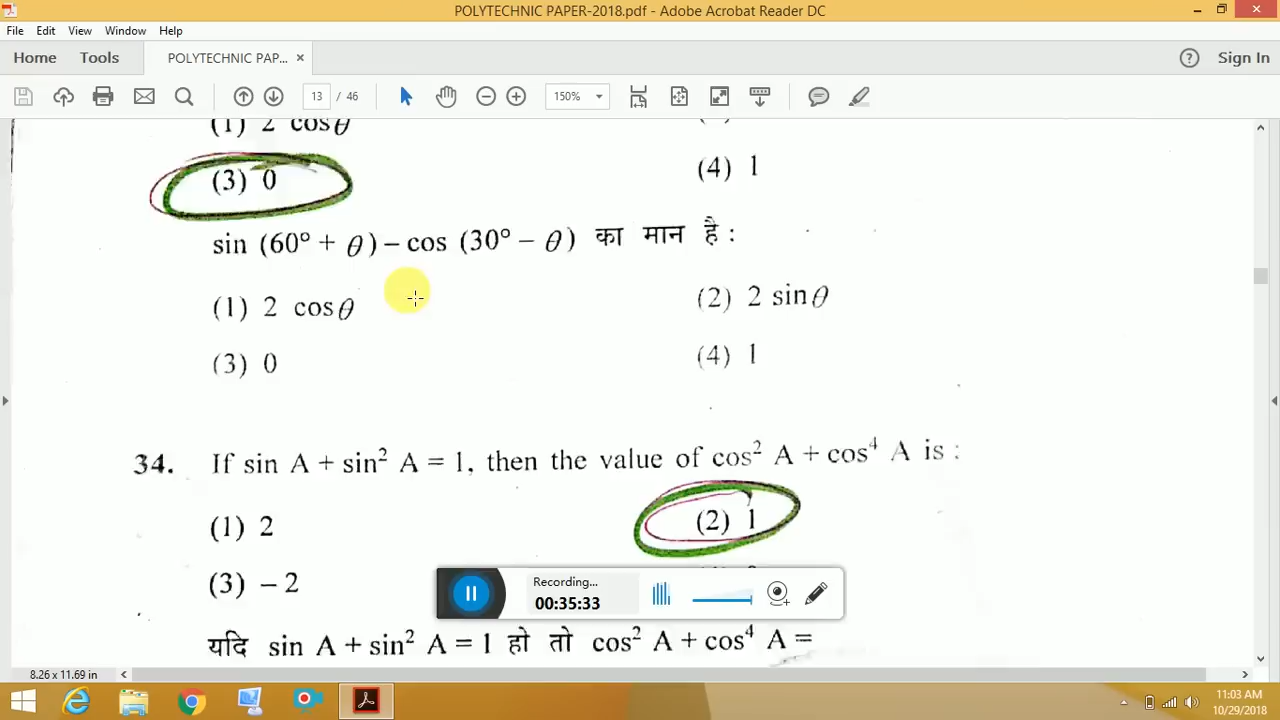 POLYTECHNIC PAPER-2018.pdf - Adobe Acrobat Reader DC
File Edit View Window Help
Home Tools POLYTECHNIC PAP... × Sign In
13 / 46 150%
(1) 2 cosθ
(3) 0 (4) 1
sin (60° + θ) – cos (30° – θ) का मान है :
(1) 2 cosθ (2) 2 sinθ
(3) 0 (4) 1
34. If sin A + sin² A = 1, then the value of cos² A + cos⁴ A is :
(1) 2 (2) 1
(3) – 2
Recording...
00:35:33
यदि sin A + sin² A = 1 हो तो cos² A + cos⁴ A =
8.26 x 11.69 in
11:03 AM
10/29/2018